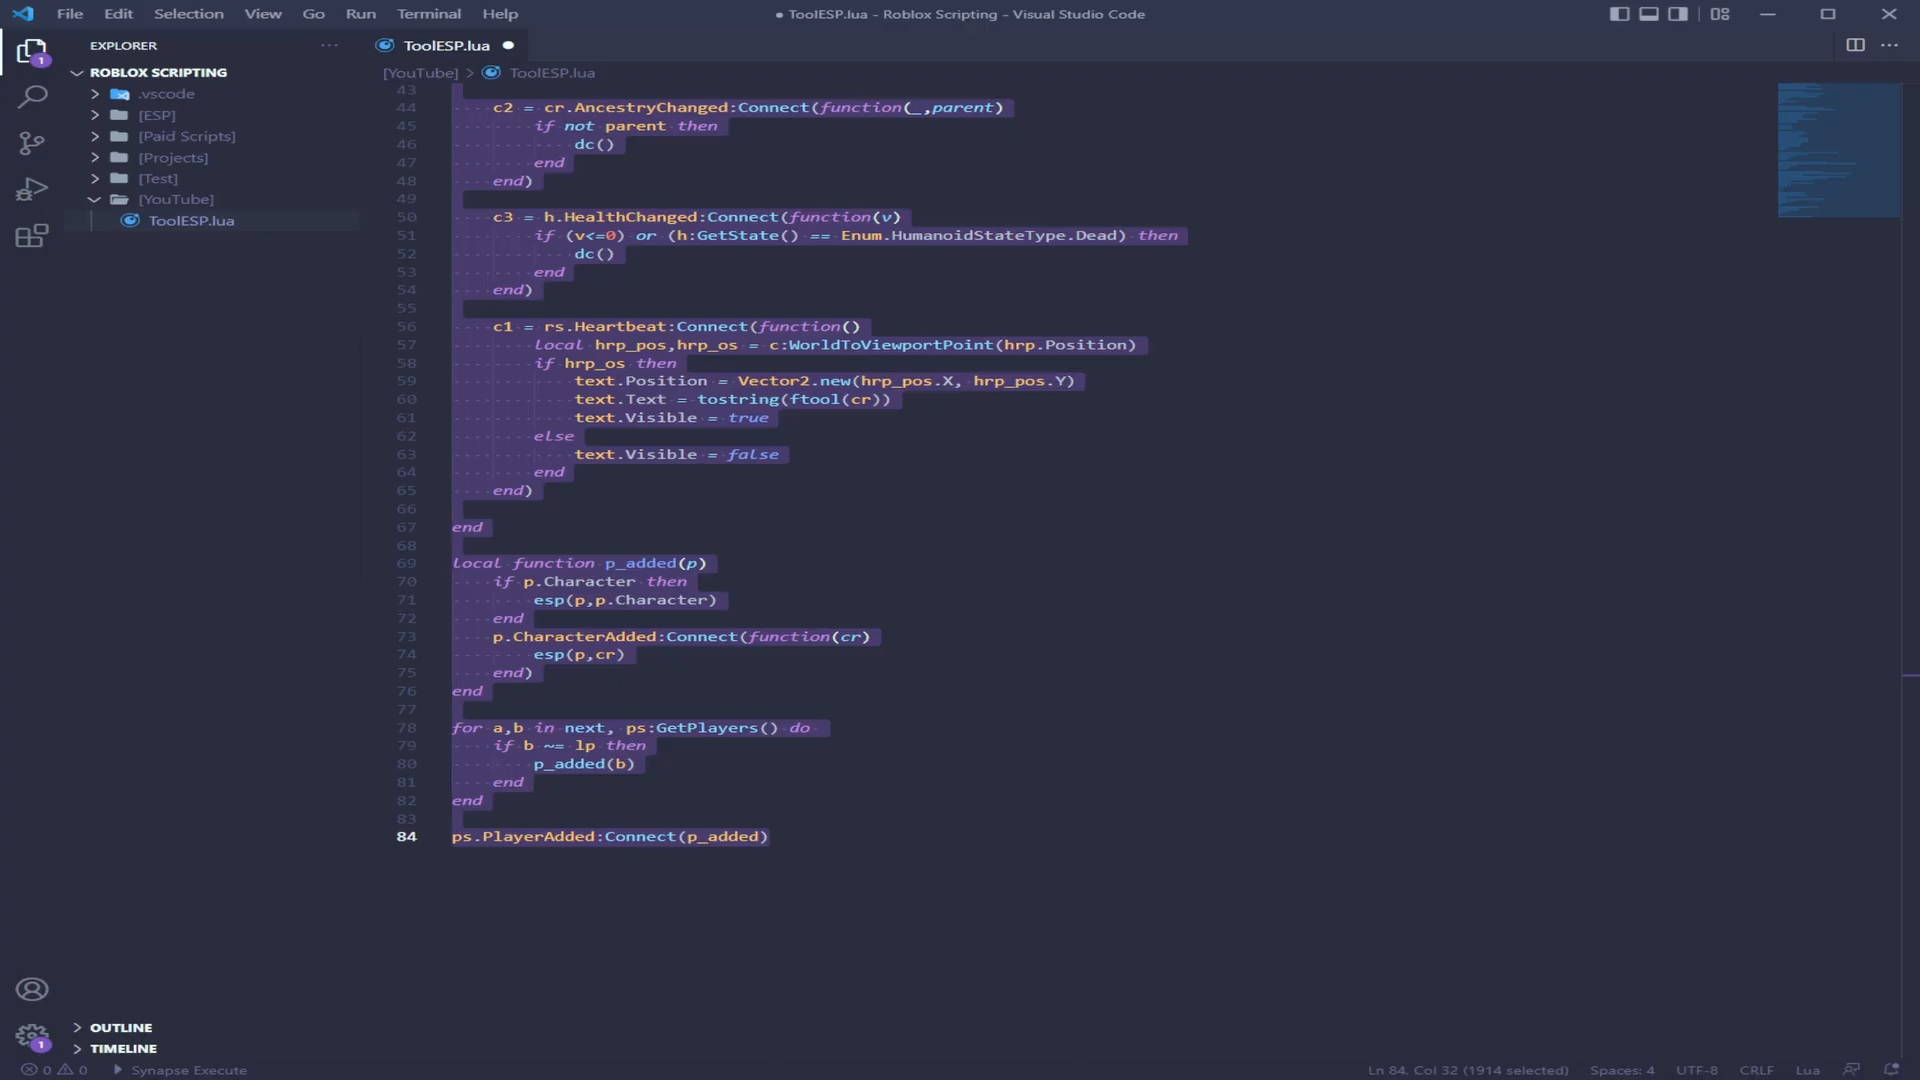 File Edit Selection View Go Run Terminal Help
● ToolESP.lua - Roblox Scripting - Visual Studio Code
EXPLORER
ToolESP.lua
ROBLOX SCRIPTING
.vscode
[ESP]
[Paid Scripts]
[Projects]
[Test]
[YouTube]
ToolESP.lua
1
[YouTube] > ToolESP.lua
43
44 c2 = cr.AncestryChanged:Connect(function(_,parent)
45 if not parent then
46 dc()
47 end
48 end)
49
50 c3 = h.HealthChanged:Connect(function(v)
51 if (v<=0) or (h:GetState() == Enum.HumanoidStateType.Dead) then
52 dc()
53 end
54 end)
55
56 c1 = rs.Heartbeat:Connect(function()
57 local hrp_pos,hrp_os = c:WorldToViewportPoint(hrp.Position)
58 if hrp_os then
59 text.Position = Vector2.new(hrp_pos.X, hrp_pos.Y)
60 text.Text = tostring(ftool(cr))
61 text.Visible = true
62 else
63 text.Visible = false
64 end
65 end)
66
67 end
68
69 local function p_added(p)
70 if p.Character then
71 esp(p,p.Character)
72 end
73 p.CharacterAdded:Connect(function(cr)
74 esp(p,cr)
75 end)
76 end
77
78 for a,b in next, ps:GetPlayers() do
79 if b ~= lp then
80 p_added(b)
81 end
82 end
83
84 ps.PlayerAdded:Connect(p_added)
OUTLINE
TIMELINE
1
0 0 Synapse Execute
Ln 84, Col 32 (1914 selected) Spaces: 4 UTF-8 CRLF Lua